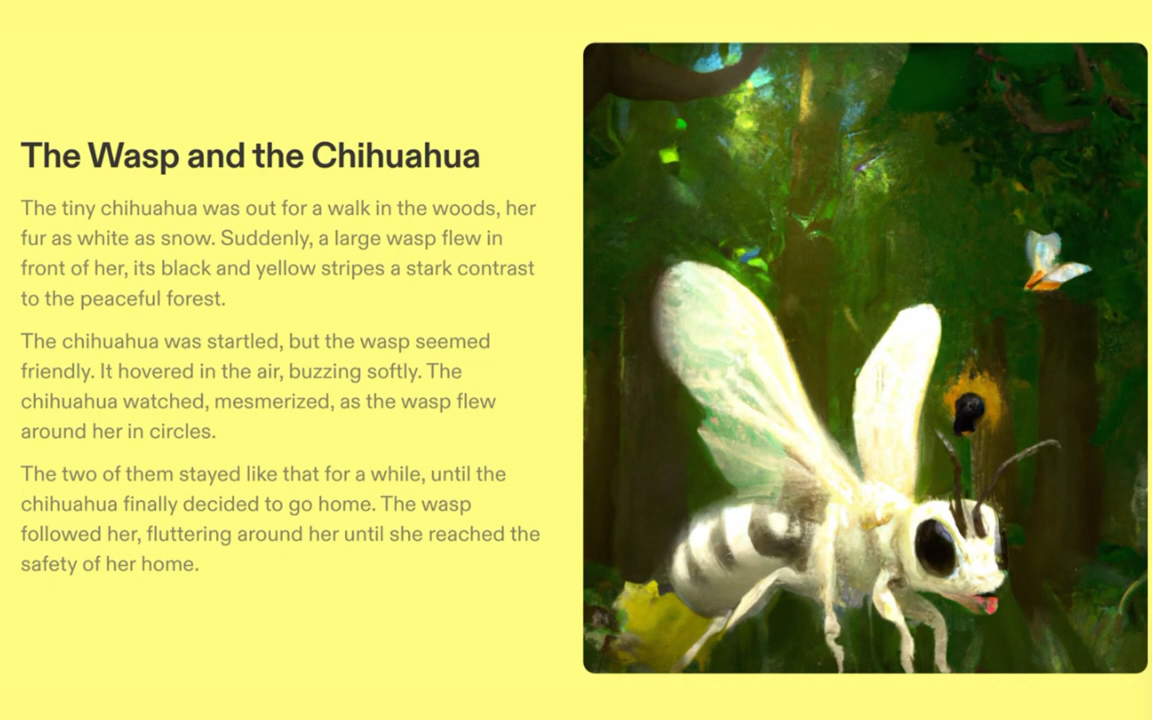 The Wasp and the Chihuahua
The tiny chihuahua was out for a walk in the woods, her
fur as white as snow. Suddenly, a large wasp flew in
front of her, its black and yellow stripes a stark contrast
to the peaceful forest.
The chihuahua was startled, but the wasp seemed
friendly. It hovered in the air, buzzing softly. The
chihuahua watched, mesmerized, as the wasp flew
around her in circles.
The two of them stayed like that for a while, until the
chihuahua finally decided to go home. The wasp
followed her, fluttering around her until she reached the
safety of her home.